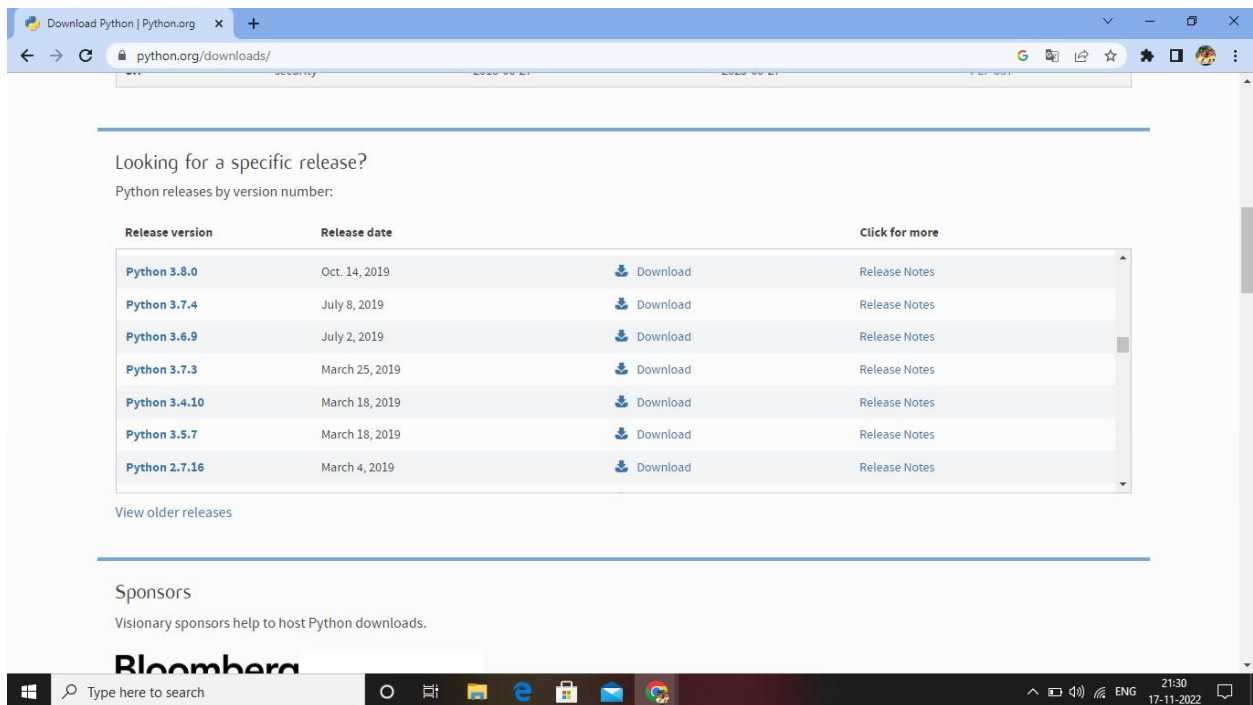 Download Python | Python.org
python.org/downloads/
security
Looking for a specific release?
Python releases by version number:
Release version Release date Click for more
Python 3.8.0 Oct. 14, 2019 Download Release Notes
Python 3.7.4 July 8, 2019 Download Release Notes
Python 3.6.9 July 2, 2019 Download Release Notes
Python 3.7.3 March 25, 2019 Download Release Notes
Python 3.4.10 March 18, 2019 Download Release Notes
Python 3.5.7 March 18, 2019 Download Release Notes
Python 2.7.16 March 4, 2019 Download Release Notes
View older releases
Sponsors
Visionary sponsors help to host Python downloads.
Bloomberg
Type here to search ENG 21:30
17-11-2022